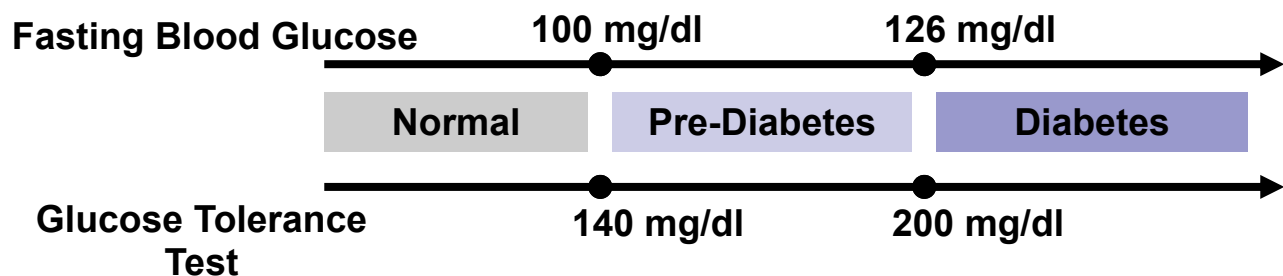 Fasting Blood Glucose
100 mg/dl
126 mg/dl
Normal
Pre-Diabetes
Diabetes
Glucose Tolerance
Test
140 mg/dl
200 mg/dl